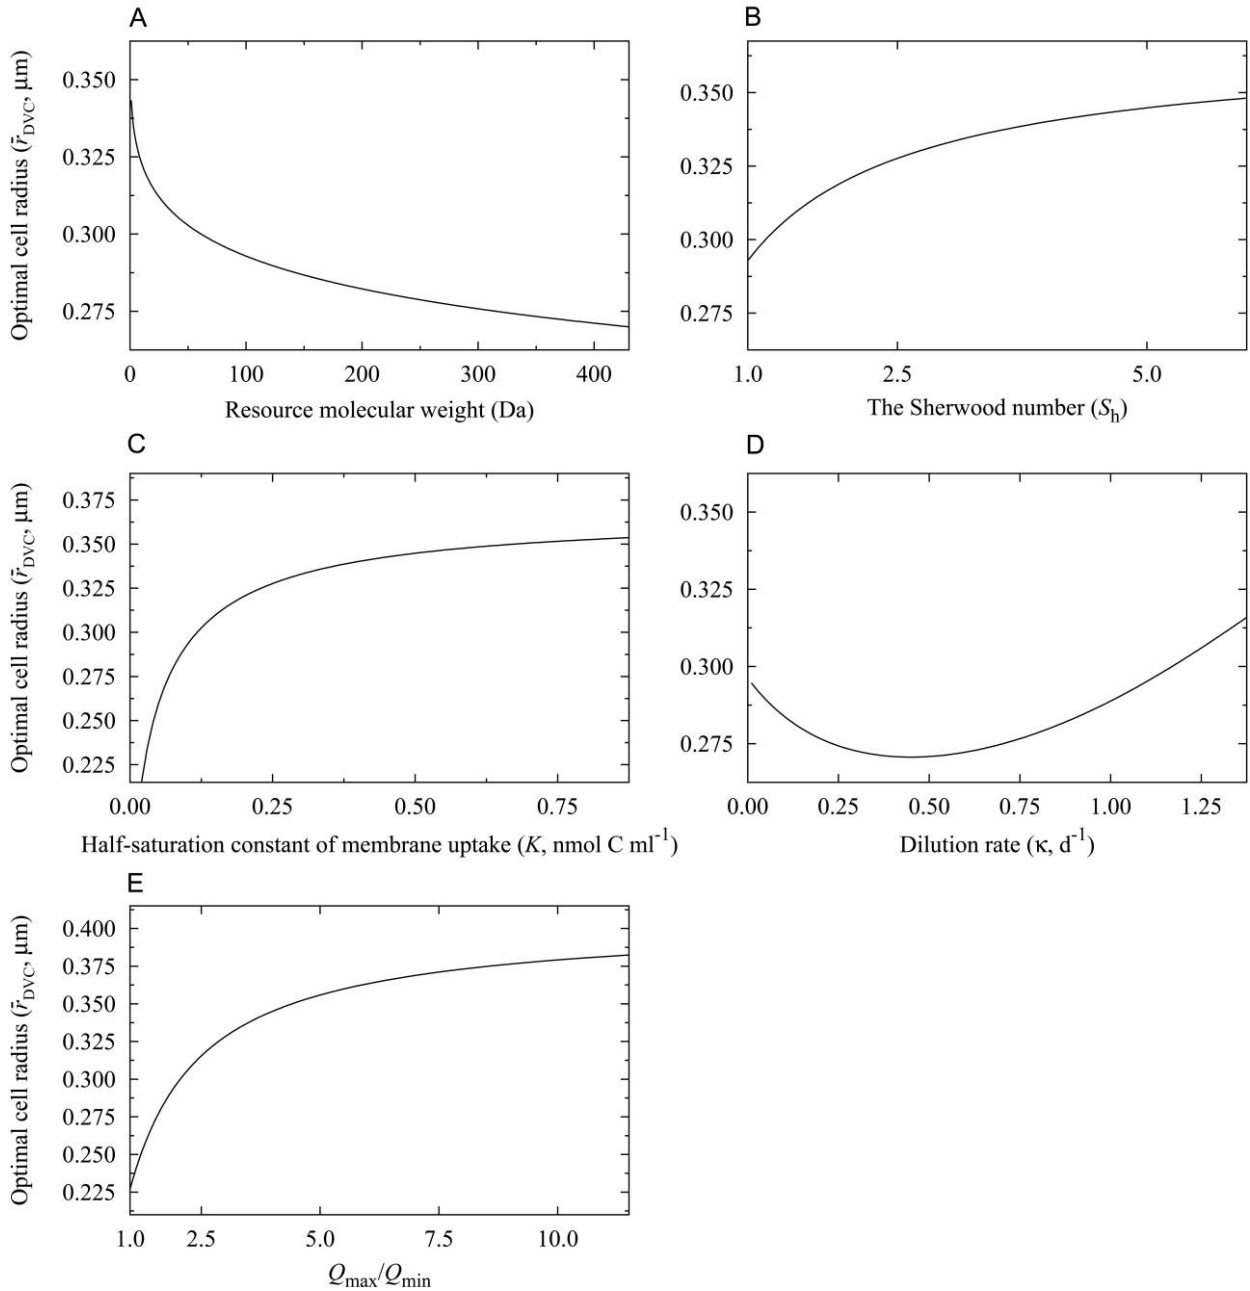 A
Optimal cell radius (r̄DVC, μm)
0.350
0.325
0.300
0.275
0 100 200 300 400
Resource molecular weight (Da)
B
0.350
0.325
0.300
0.275
1.0 2.5 5.0
The Sherwood number (Sh)
C
Optimal cell radius (r̄DVC, μm)
0.375
0.350
0.325
0.300
0.275
0.250
0.225
0.00 0.25 0.50 0.75
Half-saturation constant of membrane uptake (K, nmol C ml⁻¹)
D
0.350
0.325
0.300
0.275
0.00 0.25 0.50 0.75 1.00 1.25
Dilution rate (κ, d⁻¹)
E
Optimal cell radius (r̄DVC, μm)
0.400
0.375
0.350
0.325
0.300
0.275
0.250
0.225
1.0 2.5 5.0 7.5 10.0
Qmax/Qmin